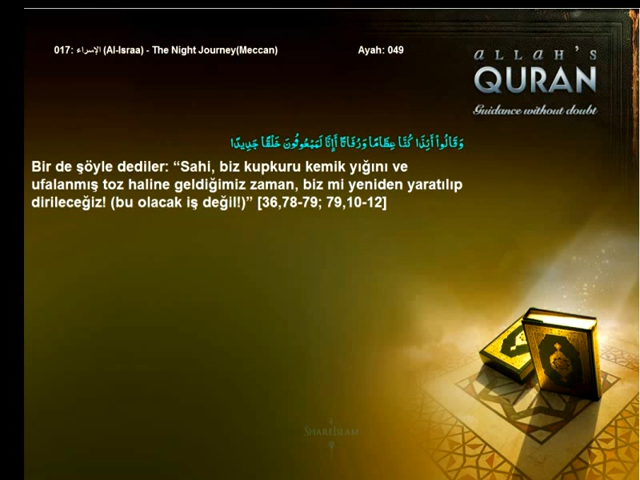 017: الإسراء (Al-Israa) - The Night Journey(Meccan) Ayah: 049
ALLAH'S
QURAN
Guidance without doubt
وَقَالُوٓا۟ أَءِذَا كُنَّا عِظَٰمًا وَرُفَٰتًا أَءِنَّا لَمَبْعُوثُونَ خَلْقًا جَدِيدًا
Bir de şöyle dediler: “Sahi, biz kupkuru kemik yığını ve
ufalanmış toz haline geldiğimiz zaman, biz mi yeniden yaratılıp
dirileceğiz! (bu olacak iş değil!)” [36,78-79; 79,10-12]
SHAREISLAM